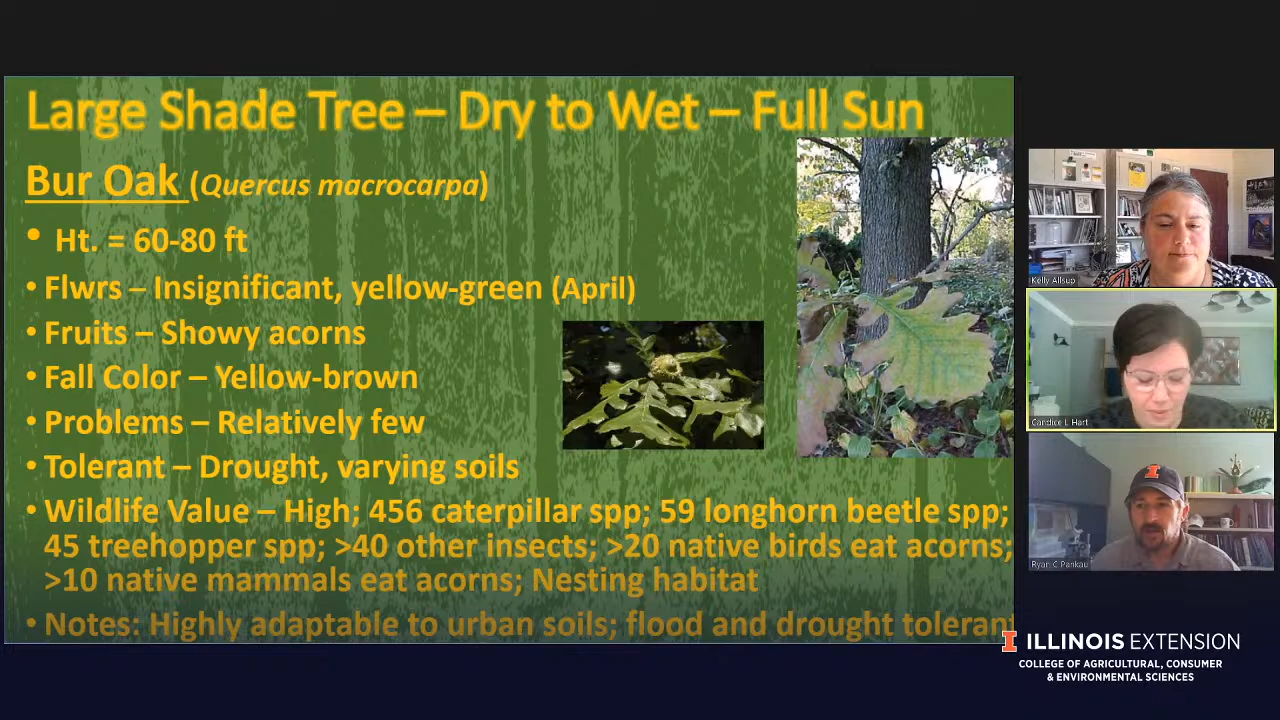 Large Shade Tree – Dry to Wet – Full Sun
Bur Oak (Quercus macrocarpa)
• Ht. = 60-80 ft
• Flwrs – Insignificant, yellow-green (April)
• Fruits – Showy acorns
• Fall Color – Yellow-brown
• Problems – Relatively few
• Tolerant – Drought, varying soils
• Wildlife Value – High; 456 caterpillar spp; 59 longhorn beetle spp;
45 treehopper spp; >40 other insects; >20 native birds eat acorns;
>10 native mammals eat acorns; Nesting habitat
• Notes: Highly adaptable to urban soils; flood and drought tolerant
Kelly Allsup
Candice L Hart
Ryan C Pankau
I
I ILLINOIS EXTENSION
COLLEGE OF AGRICULTURAL, CONSUMER
& ENVIRONMENTAL SCIENCES